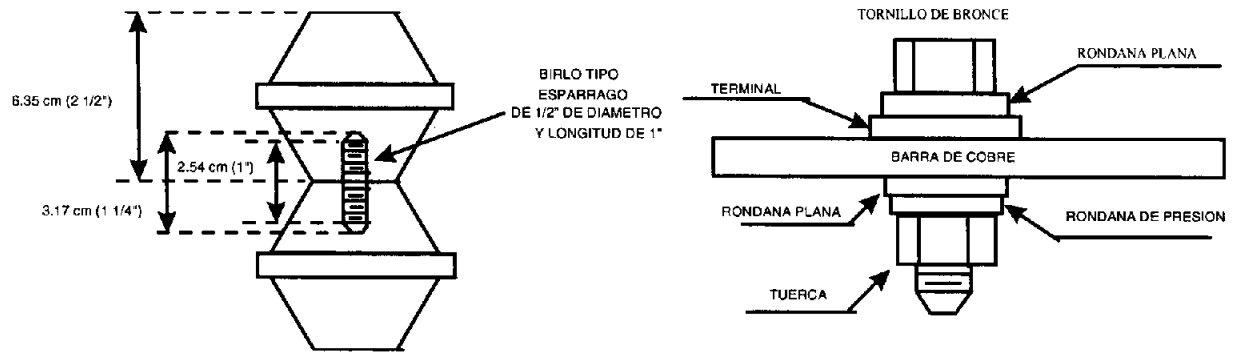 6.35 cm (2 1/2")
2.54 cm (1")
3.17 cm (1 1/4")
BIRLO TIPO
ESPARRAGO
DE 1/2" DE DIAMETRO
Y LONGITUD DE 1"
TORNILLO DE BRONCE
RONDANA PLANA
TERMINAL
BARRA DE COBRE
RONDANA PLANA
RONDANA DE PRESION
TUERCA